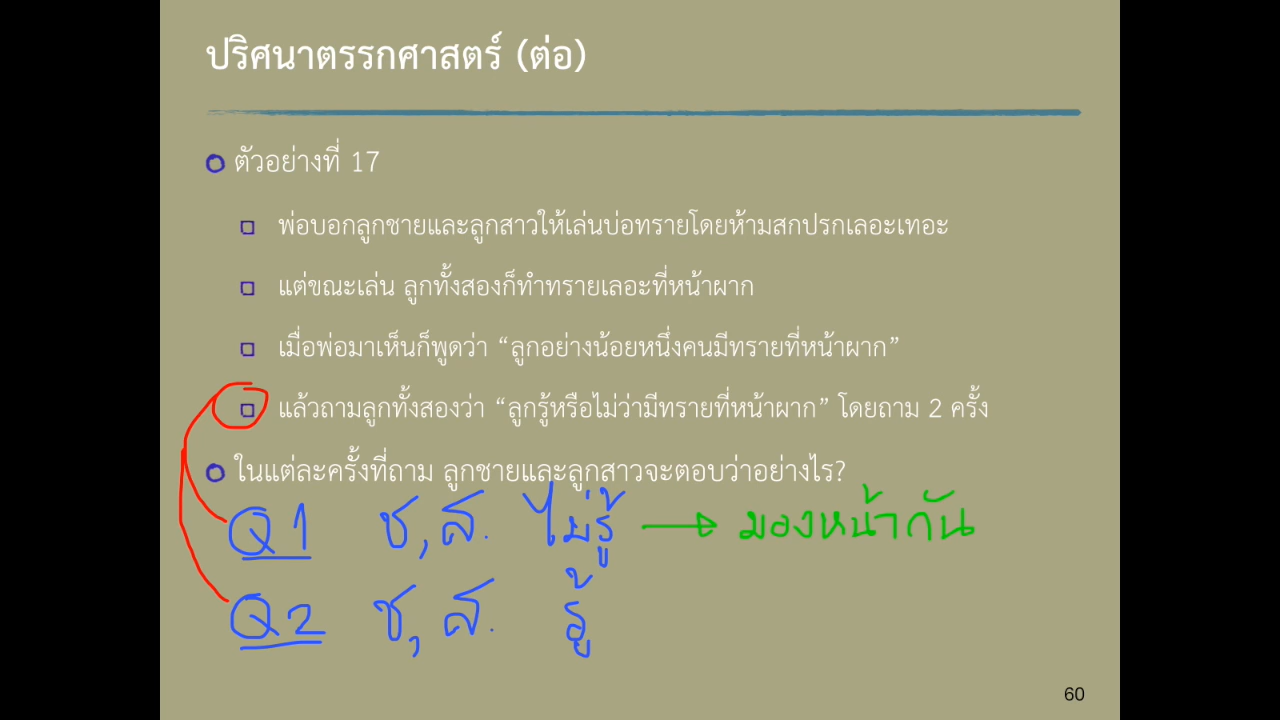 ปริศนาตรรกศาสตร์ (ต่อ)
ตัวอย่างที่ 17
พ่อบอกลูกชายและลูกสาวให้เล่นบ่อทรายโดยห้ามสกปรกเลอะเทอะ
แต่ขณะเล่น ลูกทั้งสองก็ทำทรายเลอะที่หน้าผาก
เมื่อพ่อมาเห็นก็พูดว่า “ลูกอย่างน้อยหนึ่งคนมีทรายที่หน้าผาก”
แล้วถามลูกทั้งสองว่า “ลูกรู้หรือไม่ว่ามีทรายที่หน้าผาก” โดยถาม 2 ครั้ง
ในแต่ละครั้งที่ถาม ลูกชายและลูกสาวจะตอบว่าอย่างไร?
Q1 ช, ส. ไม่รู้ → มองหน้ากัน
Q2 ช, ส. รู้
60